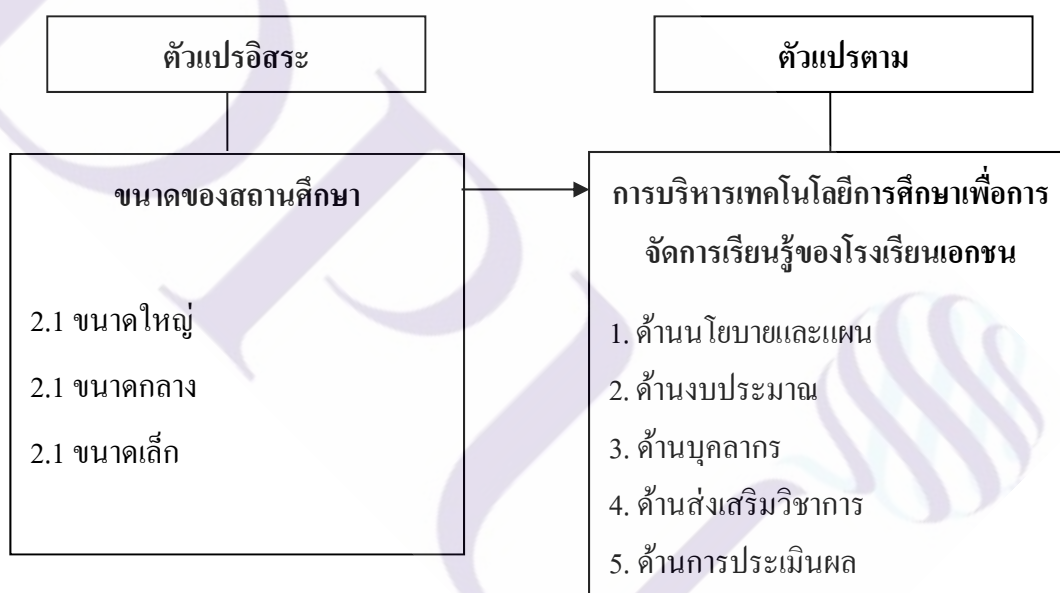 ตัวแปรอิสระ
ตัวแปรตาม
ขนาดของสถานศึกษา
2.1 ขนาดใหญ่
2.1 ขนาดกลาง
2.1 ขนาดเล็ก
การบริหารเทคโนโลยีการศึกษาเพื่อการ
จัดการเรียนรู้ของโรงเรียนเอกชน
1. ด้านนโยบายและแผน
2. ด้านงบประมาณ
3. ด้านบุคลากร
4. ด้านส่งเสริมวิชาการ
5. ด้านการประเมินผล